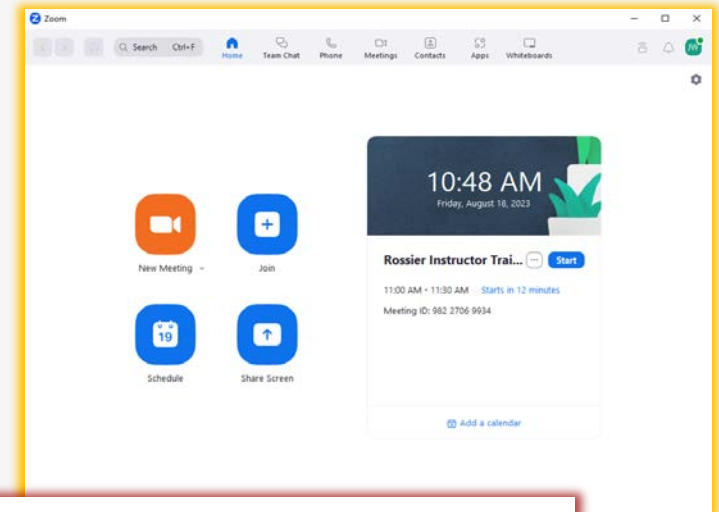 Zoom
Search Ctrl+F
Home
Team Chat
Phone
Meetings
Contacts
Apps
Whiteboards
JW
10:48 AM
Friday, August 18, 2023
New Meeting
Join
19
Schedule
Share Screen
Rossier Instructor Trai... Start
11:00 AM - 11:30 AM Starts in 12 minutes
Meeting ID: 982 2706 9934
Add a calendar